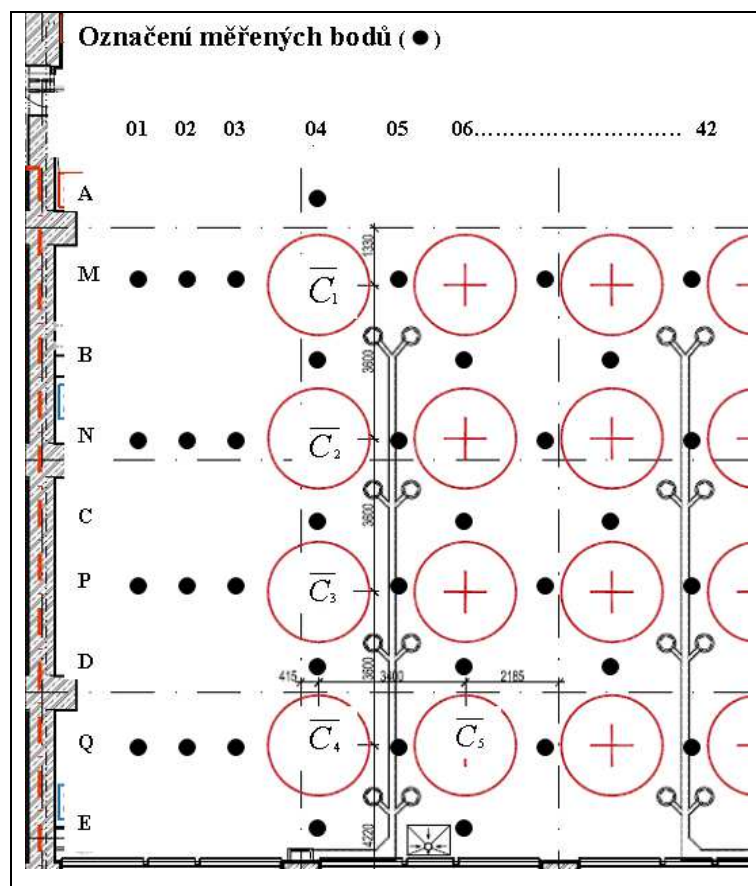 Označení měřených bodů ( ● )
01 02 03 04 05 06………………………….. 42
A
1330
M C1
3600
B
N C2
C
3600
P C3
D
3600
415 3400 2185
Q C4 C5
E
4220